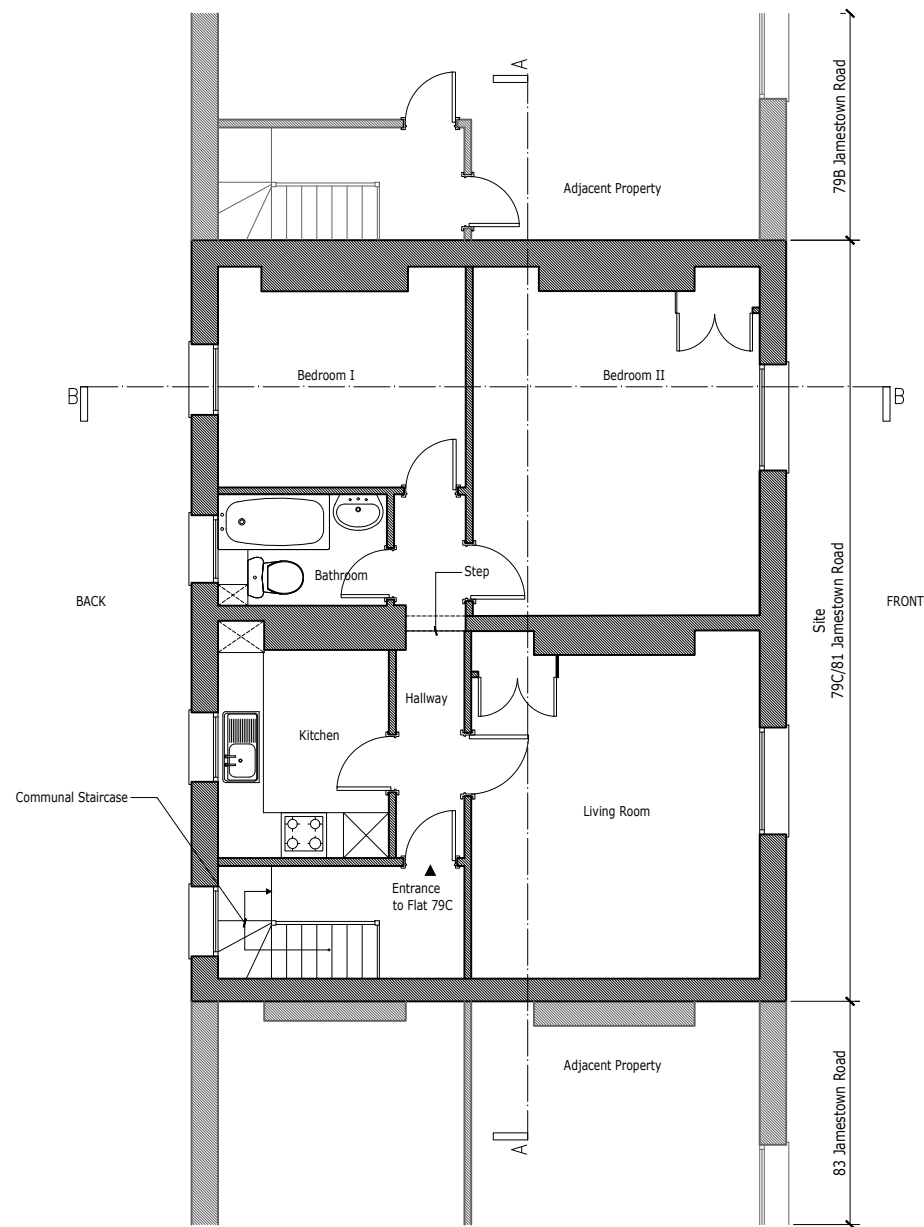 A
79B Jamestown Road
Adjacent Property
Bedroom I
Bedroom II
B
B
Bathroom
Step
BACK
FRONT
Site
79C/81 Jamestown Road
Hallway
Kitchen
Communal Staircase
Living Room
Entrance
to Flat 79C
Adjacent Property
83 Jamestown Road
A